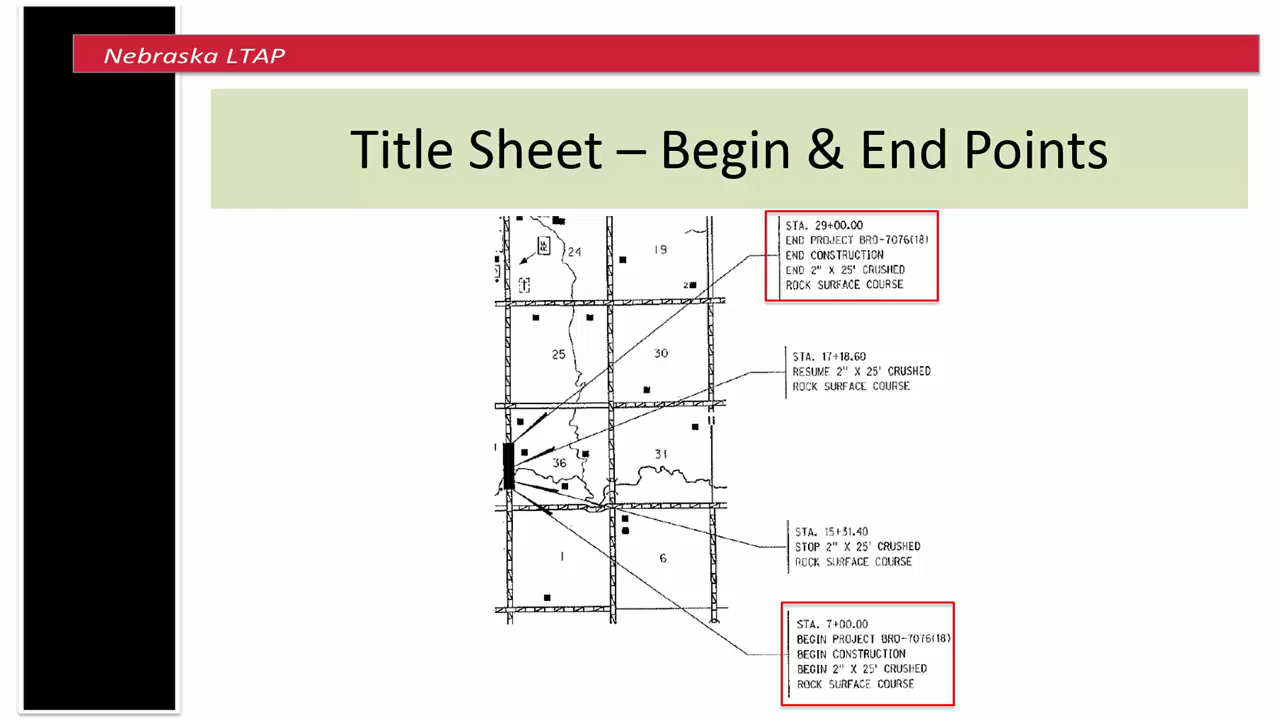 Nebraska LTAP
Title Sheet – Begin & End Points
STA. 29+00.00
END PROJECT BRO-7076(18)
END CONSTRUCTION
END 2" X 25' CRUSHED
ROCK SURFACE COURSE
24
RF
19
T
2
25
30
STA. 17+18.60
RESUME 2" X 25' CRUSHED
ROCK SURFACE COURSE
36
31
STA. 15+31.40
STOP 2" X 25' CRUSHED
ROCK SURFACE COURSE
1
6
STA. 7+00.00
BEGIN PROJECT BRO-7076(18)
BEGIN CONSTRUCTION
BEGIN 2" X 25' CRUSHED
ROCK SURFACE COURSE